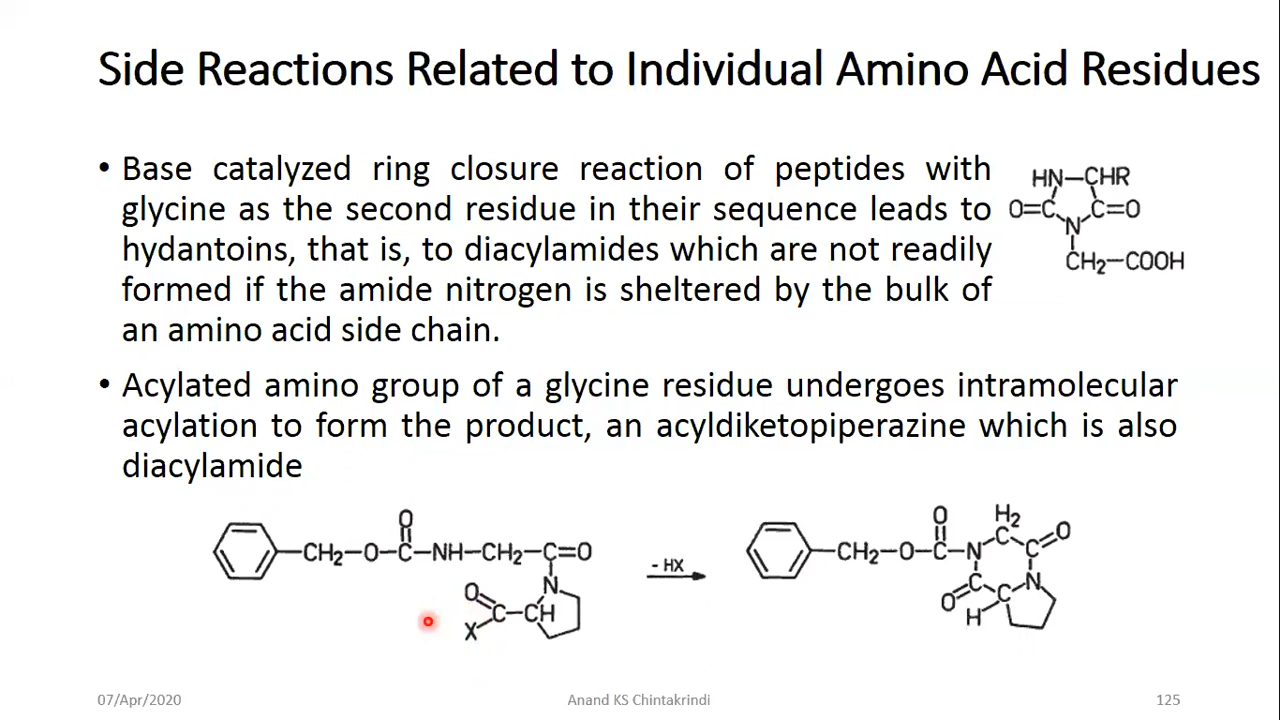 Side Reactions Related to Individual Amino Acid Residues
• Base catalyzed ring closure reaction of peptides with
glycine as the second residue in their sequence leads to
hydantoins, that is, to diacylamides which are not readily
formed if the amide nitrogen is sheltered by the bulk of
an amino acid side chain.
HN—CHR
O=C C=O
N
CH2—COOH
• Acylated amino group of a glycine residue undergoes intramolecular
acylation to form the product, an acyldiketopiperazine which is also
diacylamide
O
CH2—O—C—NH—CH2—C=O
N
O
C—CH
X
- HX
O H2
CH2—O—C—N C C O
O C C N
H
07/Apr/2020
Anand KS Chintakrindi
125